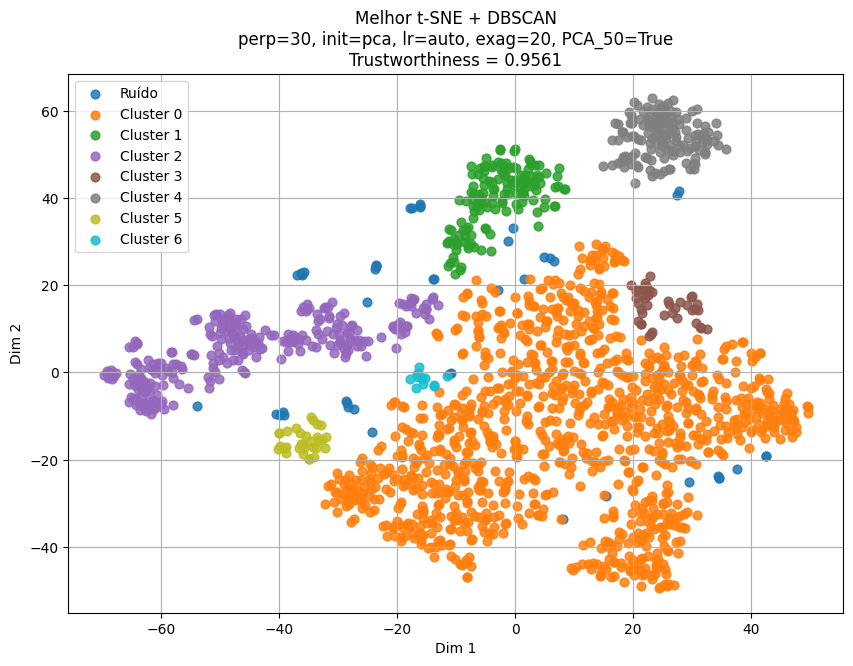 Melhor t-SNE + DBSCAN
perp=30, init=pca, lr=auto, exag=20, PCA_50=True
Trustworthiness = 0.9561
Ruído
Cluster 0
Cluster 1
Cluster 2
Cluster 3
Cluster 4
Cluster 5
Cluster 6
Dim 2
60
40
20
0
−20
−40
−60
−40
−20
0
20
40
Dim 1